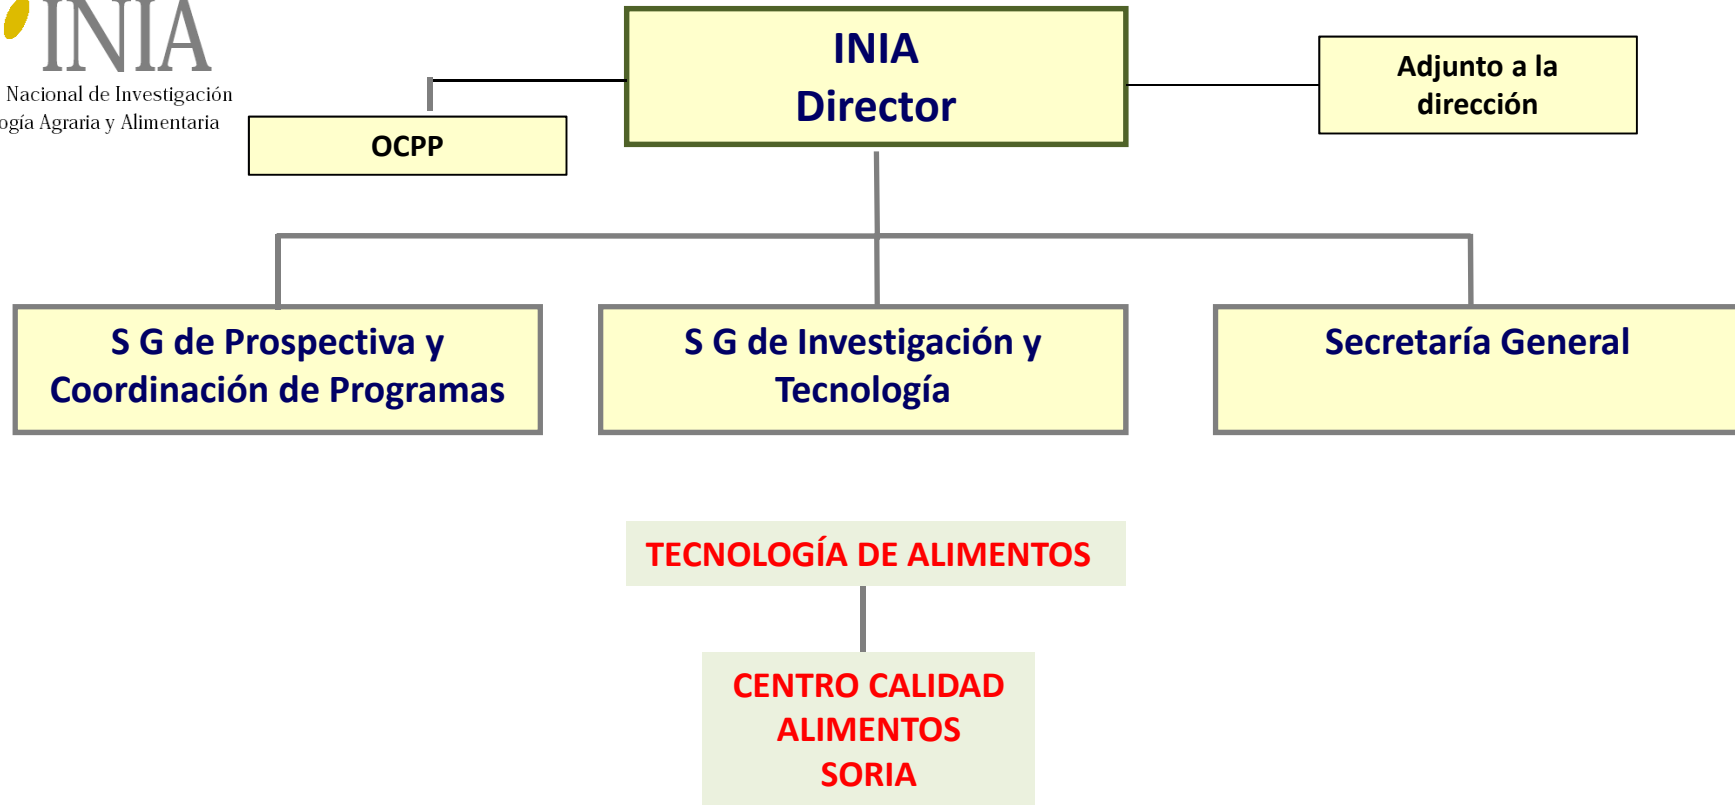 INIA
Nacional de Investigación
ogía Agraria y Alimentaria
INIA
Director
Adjunto a la
dirección
OCPP
S G de Prospectiva y
Coordinación de Programas
S G de Investigación y
Tecnología
Secretaría General
TECNOLOGÍA DE ALIMENTOS
CENTRO CALIDAD
ALIMENTOS
SORIA